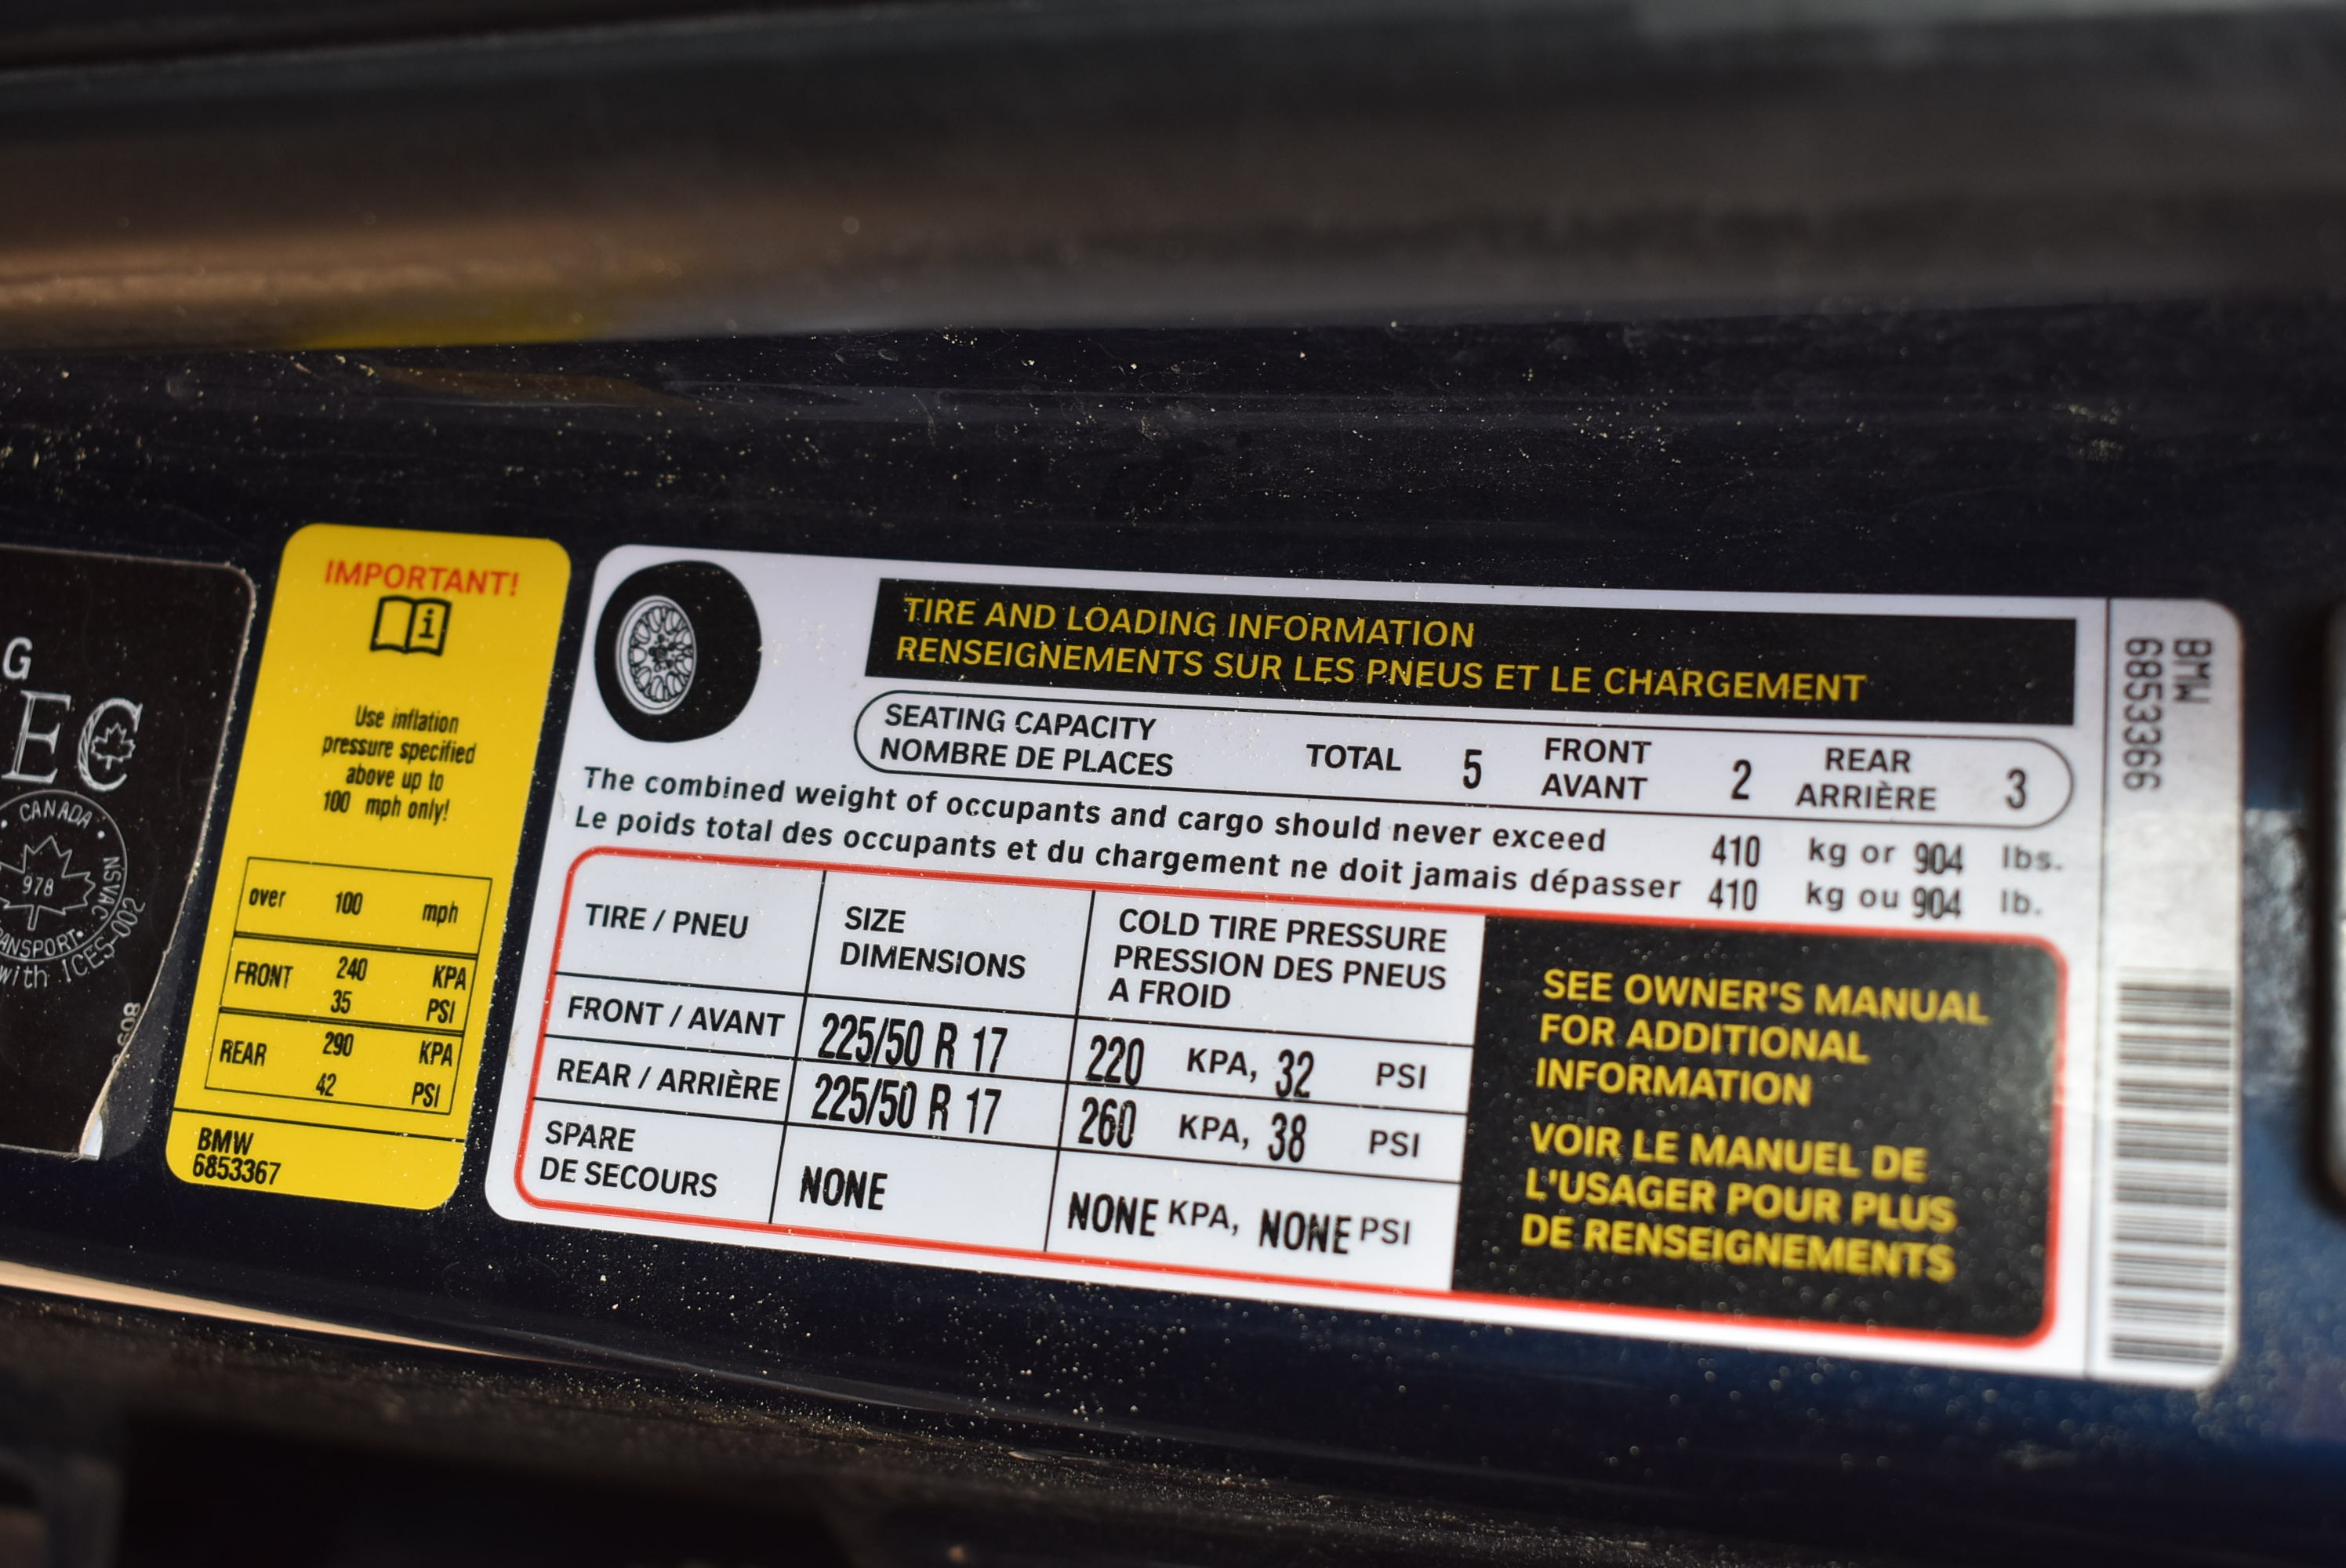 G
EC
CANADA
978
NSVAC
ANSPORT
with ICES-002
IMPORTANT!
Use inflation
pressure specified
above up to
100 mph only!
over 100 mph
FRONT 240 KPA
35 PSI
REAR 290 KPA
42 PSI
BMW
6853367
TIRE AND LOADING INFORMATION
RENSEIGNEMENTS SUR LES PNEUS ET LE CHARGEMENT
SEATING CAPACITY
NOMBRE DE PLACES
TOTAL 5
FRONT
AVANT 2
REAR
ARRIÈRE 3
The combined weight of occupants and cargo should never exceed 410 kg or 904 lbs.
Le poids total des occupants et du chargement ne doit jamais dépasser 410 kg ou 904 lb.
TIRE / PNEU
SIZE
DIMENSIONS
COLD TIRE PRESSURE
PRESSION DES PNEUS
A FROID
FRONT / AVANT 225/50 R 17 220 KPA, 32 PSI
REAR / ARRIÈRE 225/50 R 17 260 KPA, 38 PSI
SPARE
DE SECOURS NONE NONE KPA, NONE PSI
SEE OWNER'S MANUAL
FOR ADDITIONAL
INFORMATION
VOIR LE MANUEL DE
L'USAGER POUR PLUS
DE RENSEIGNEMENTS
BMW
6853366